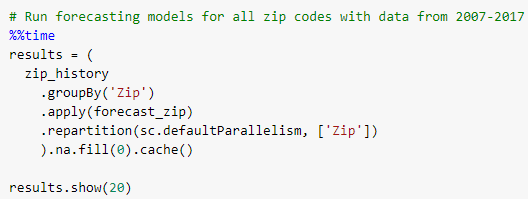 # Run forecasting models for all zip codes with data from 2007-2017
%%time
results = (
  zip_history
    .groupBy('Zip')
    .apply(forecast_zip)
    .repartition(sc.defaultParallelism, ['Zip'])
    ).na.fill(0).cache()

results.show(20)